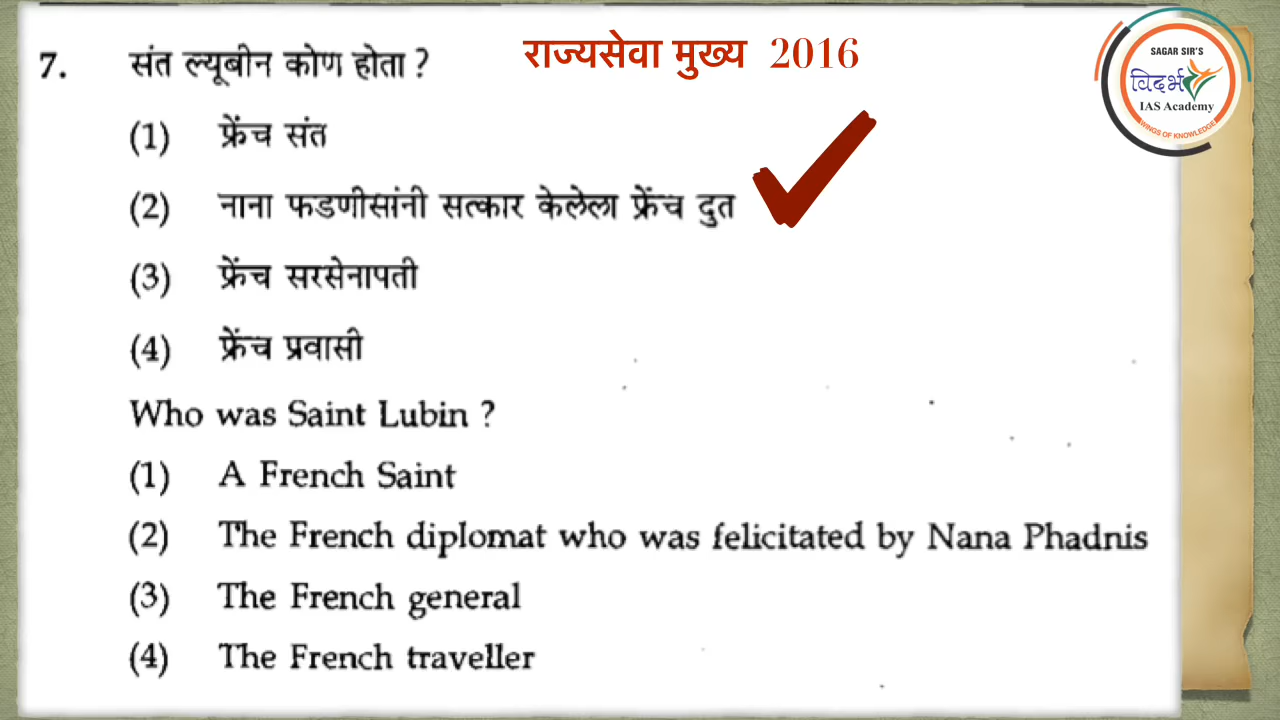 राज्यसेवा मुख्य 2016
7. संत ल्यूबीन कोण होता ?
(1) फ्रेंच संत
(2) नाना फडणीसांनी सत्कार केलेला फ्रेंच दुत
(3) फ्रेंच सरसेनापती
(4) फ्रेंच प्रवासी
Who was Saint Lubin ?
(1) A French Saint
(2) The French diplomat who was felicitated by Nana Phadnis
(3) The French general
(4) The French traveller
SAGAR SIR'S
विदर्भ
IAS Academy
WINGS OF KNOWLEDGE